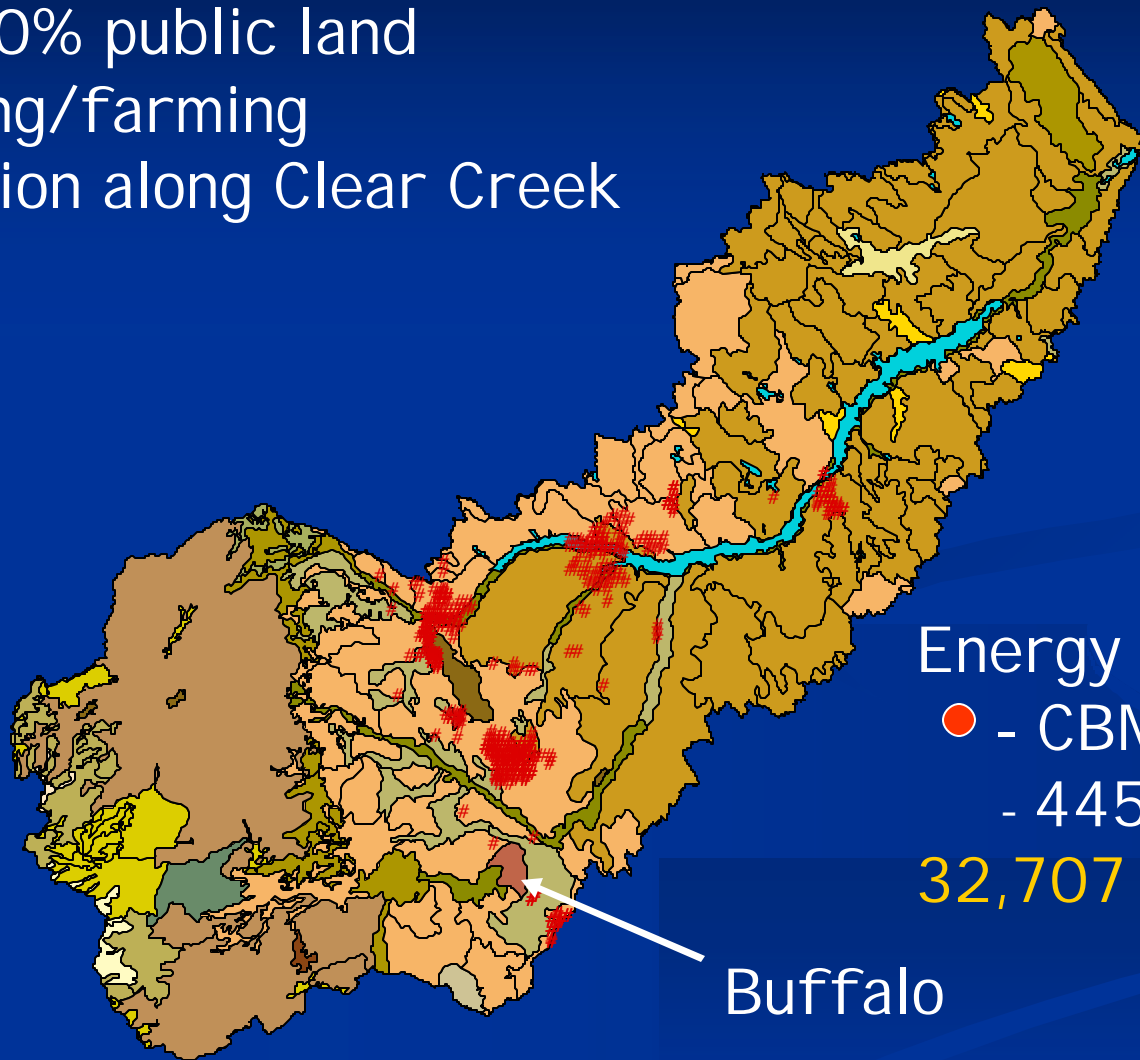 0% public land
ng/farming
ion along Clear Creek
Energy
- CBM
- 445
32,707
Buffalo